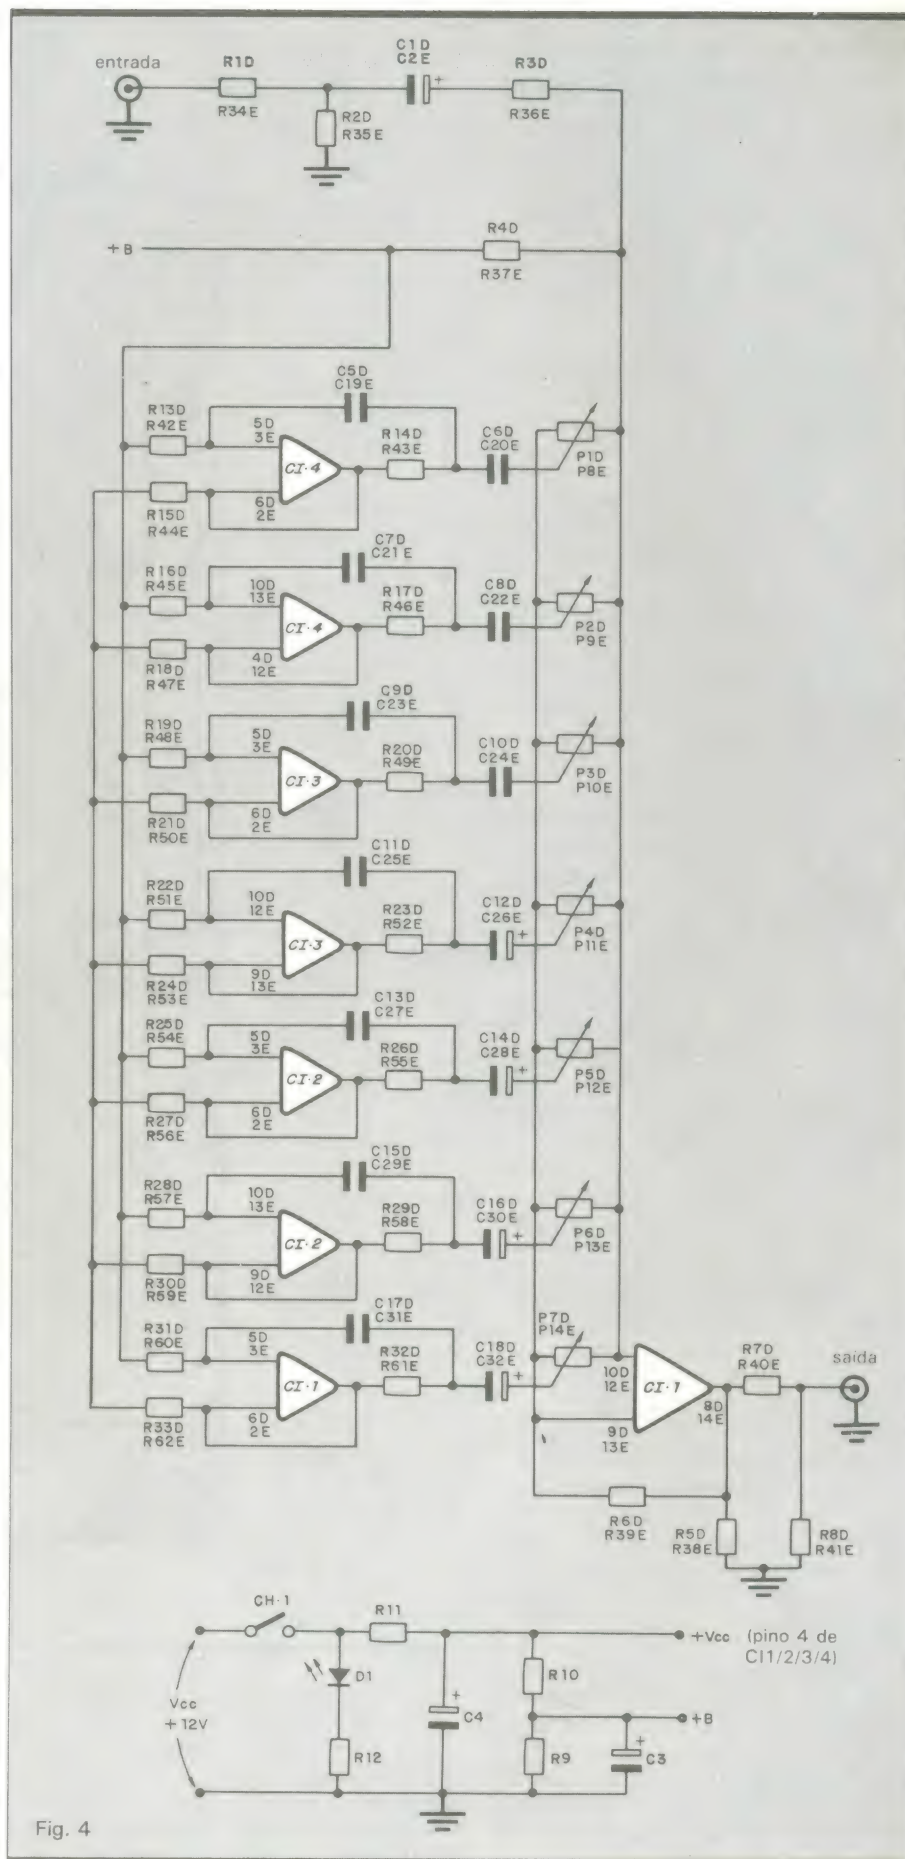 entrada
R1D
R34E
C1D
C2E
+
R3D
R36E
R2D
R35E
+B
R4D
R37E
C5D
C19E
R13D
R42E
5D
3E
CI·4
R14D
R43E
C6D
C20E
P1D
P8E
6D
2E
R15D
R44E
C7D
C21E
R16D
R45E
10D
13E
CI·4
R17D
R46E
C8D
C22E
P2D
P9E
4D
12E
R18D
R47E
C9D
C23E
R19D
R48E
5D
3E
CI·3
R20D
R49E
C10D
C24E
P3D
P10E
6D
2E
R21D
R50E
C11D
C25E
R22D
R51E
10D
12E
CI·3
R23D
R52E
C12D
C26E
+
P4D
P11E
9D
13E
R24D
R53E
C13D
C27E
R25D
R54E
5D
3E
CI·2
R26D
R55E
C14D
C28E
+
P5D
P12E
6D
2E
R27D
R56E
C15D
C29E
R28D
R57E
10D
13E
CI·2
R29D
R58E
C16D
C30E
+
P6D
P13E
9D
12E
R30D
R59E
C17D
C31E
R31D
R60E
5D
3E
CI·1
R32D
R61E
C18D
C32E
+
P7D
P14E
6D
2E
R33D
R62E
10D
12E
CI·1
9D
13E
8D
14E
R7D
R40E
saída
R6D
R39E
R5D
R38E
R8D
R41E
CH·1
R11
+Vcc (pino 4 de
CI1/2/3/4)
D1
+
C4
R10
+B
Vcc
+12V
R12
R9
+
C3
Fig. 4